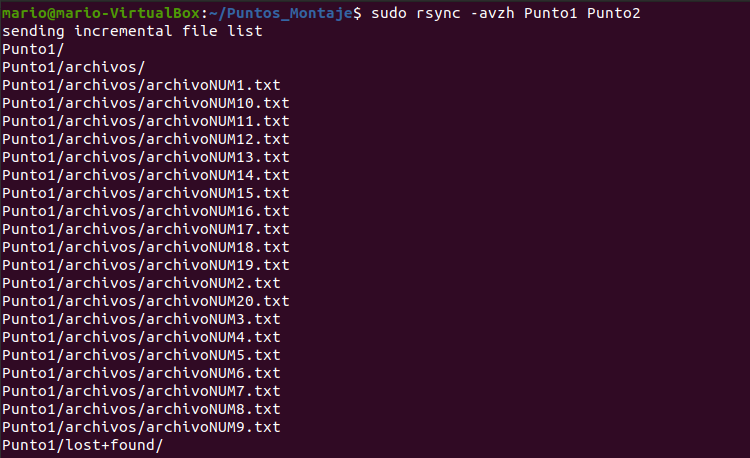 mario@mario-VirtualBox:~/Puntos_Montaje$ sudo rsync -avzh Punto1 Punto2
sending incremental file list
Punto1/
Punto1/archivos/
Punto1/archivos/archivoNUM1.txt
Punto1/archivos/archivoNUM10.txt
Punto1/archivos/archivoNUM11.txt
Punto1/archivos/archivoNUM12.txt
Punto1/archivos/archivoNUM13.txt
Punto1/archivos/archivoNUM14.txt
Punto1/archivos/archivoNUM15.txt
Punto1/archivos/archivoNUM16.txt
Punto1/archivos/archivoNUM17.txt
Punto1/archivos/archivoNUM18.txt
Punto1/archivos/archivoNUM19.txt
Punto1/archivos/archivoNUM2.txt
Punto1/archivos/archivoNUM20.txt
Punto1/archivos/archivoNUM3.txt
Punto1/archivos/archivoNUM4.txt
Punto1/archivos/archivoNUM5.txt
Punto1/archivos/archivoNUM6.txt
Punto1/archivos/archivoNUM7.txt
Punto1/archivos/archivoNUM8.txt
Punto1/archivos/archivoNUM9.txt
Punto1/lost+found/